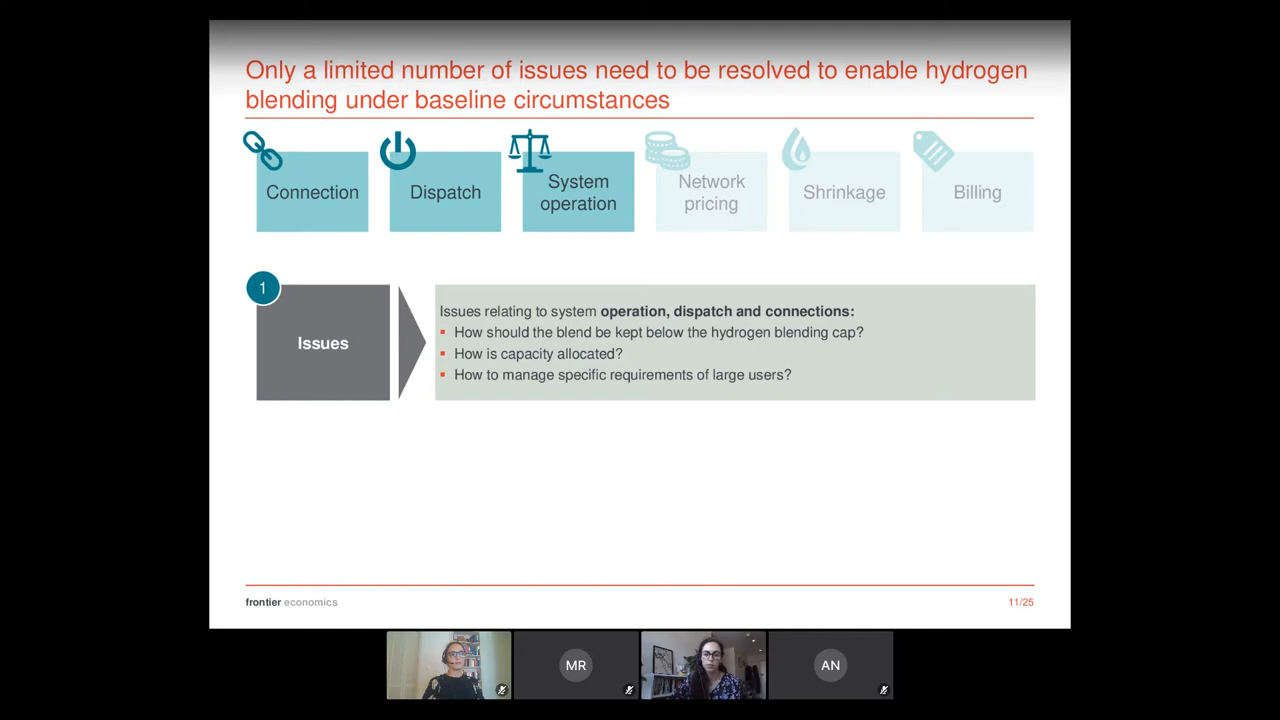 Only a limited number of issues need to be resolved to enable hydrogen
blending under baseline circumstances
Connection
Dispatch
System
operation
Network
pricing
Shrinkage
Billing
1
Issues
Issues relating to system operation, dispatch and connections:
How should the blend be kept below the hydrogen blending cap?
How is capacity allocated?
How to manage specific requirements of large users?
frontier economics
11/25
MR
AN